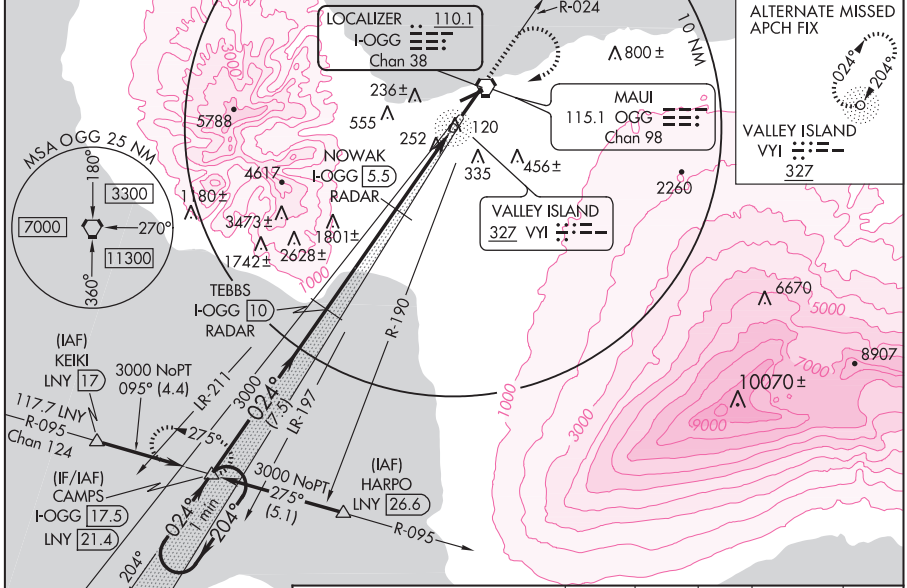 LOCALIZER 110.1
I-OGG
Chan 38
R-024
10 NM
800 ±
ALTERNATE MISSED
APCH FIX
024°
204°
VALLEY ISLAND
VYI
327
MAUI
115.1 OGG
Chan 98
236 ±
555
252
120
335
456 ±
5788
4617
1180 ±
3473 ±
1742 ±
2628 ±
1801 ±
1000
NOWAK
I-OGG 5.5
RADAR
VALLEY ISLAND
327 VYI
2260
MSA OGG 25 NM
180°
3300
7000
270°
11300
360°
TEBBS
I-OGG 10
RADAR
R-190
6670
5000
7000
8907
10070 ±
9000
3000
1000
(IAF)
KEIKI
LNY 17
3000 NoPT
095° (4.4)
LR-211
3000
024°
(7.5)
LR-197
117.7 LNY
R-095
Chan 124
275°
(IF/IAF)
CAMPS
I-OGG 17.5
LNY 21.4
3000 NoPT
275°
(5.1)
(IAF)
HARPO
LNY 26.6
R-095
024°
1 min
204°
204°